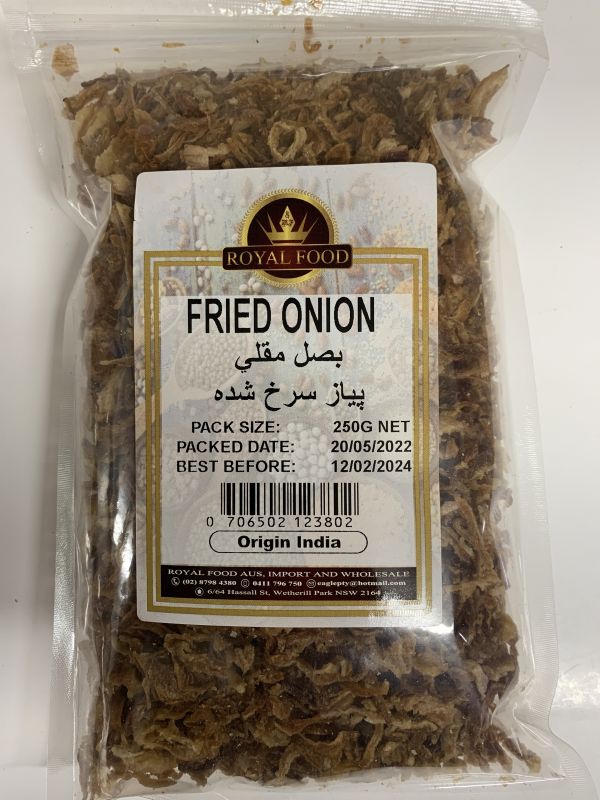 ROYAL FOOD
FRIED ONION
بصل مقلي
پیاز سرخ شده
PACK SIZE: 250G NET
PACKED DATE: 20/05/2022
BEST BEFORE: 12/02/2024
0 706502 123802
Origin India
ROYAL FOOD AUS, IMPORT AND WHOLESALE
(02) 8798 4380 0411 796 750 eaglepty@hotmail.com
6/64 Hassall St, Wetherill Park NSW 2164